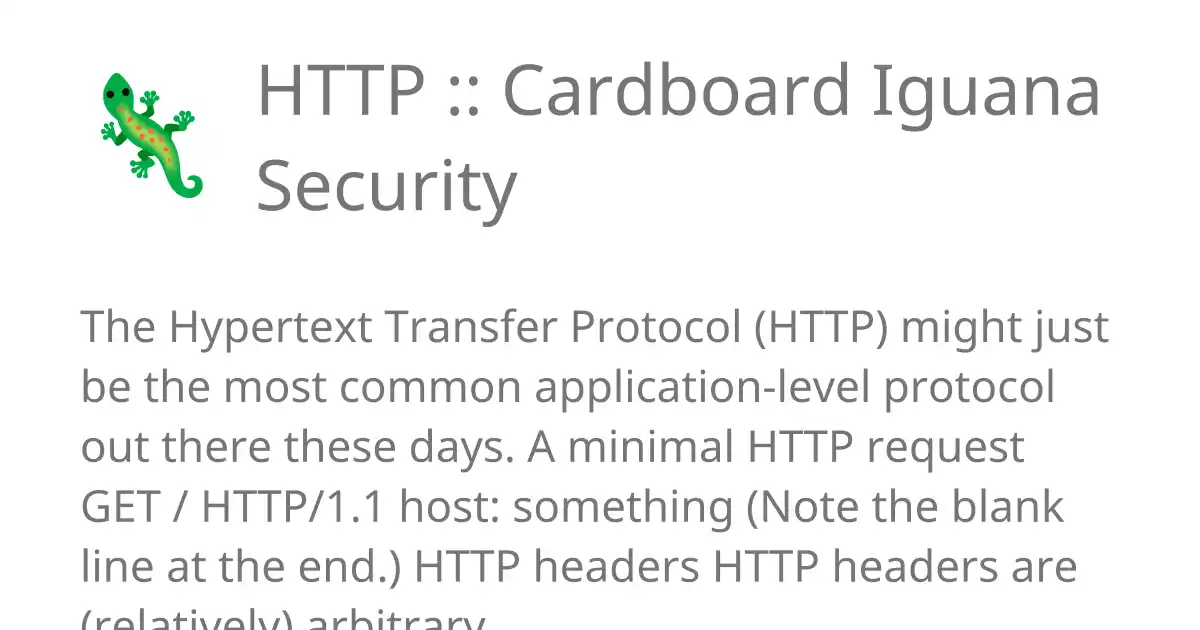 HTTP :: Cardboard Iguana
Security
The Hypertext Transfer Protocol (HTTP) might just
be the most common application-level protocol
out there these days. A minimal HTTP request
GET / HTTP/1.1 host: something (Note the blank
line at the end.) HTTP headers HTTP headers are
(relatively) arbitrary